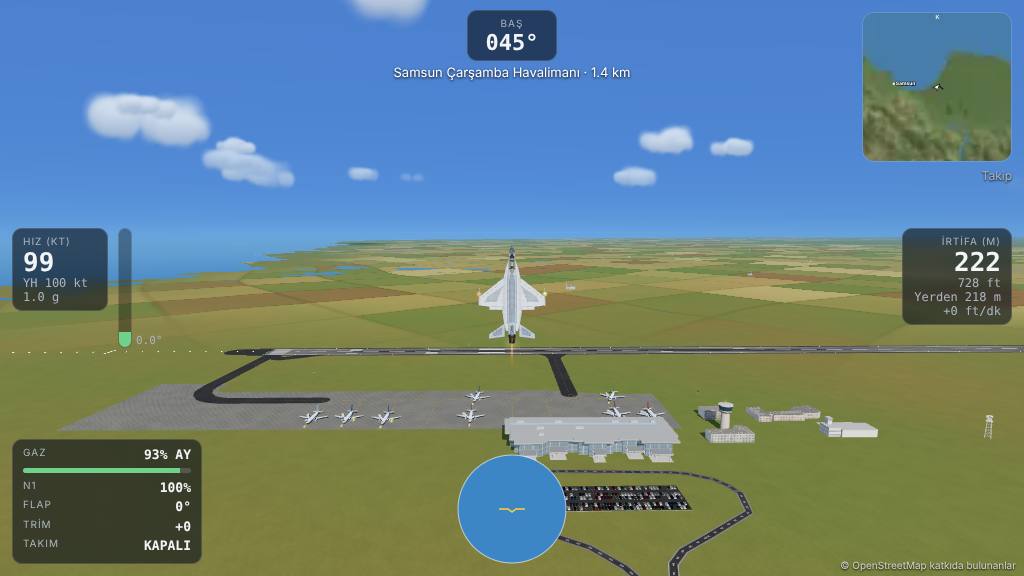 BAŞ
045°
Samsun Çarşamba Havalimanı · 1.4 km
K
Samsun
Takip
HIZ (KT)
99
YH 100 kt
1.0 g
0.0°
İRTİFA (M)
222
728 ft
Yerden 218 m
+0 ft/dk
GAZ 93% AY
N1 100%
FLAP 0°
TRİM +0
TAKIM KAPALI
© OpenStreetMap katkıda bulunanlar